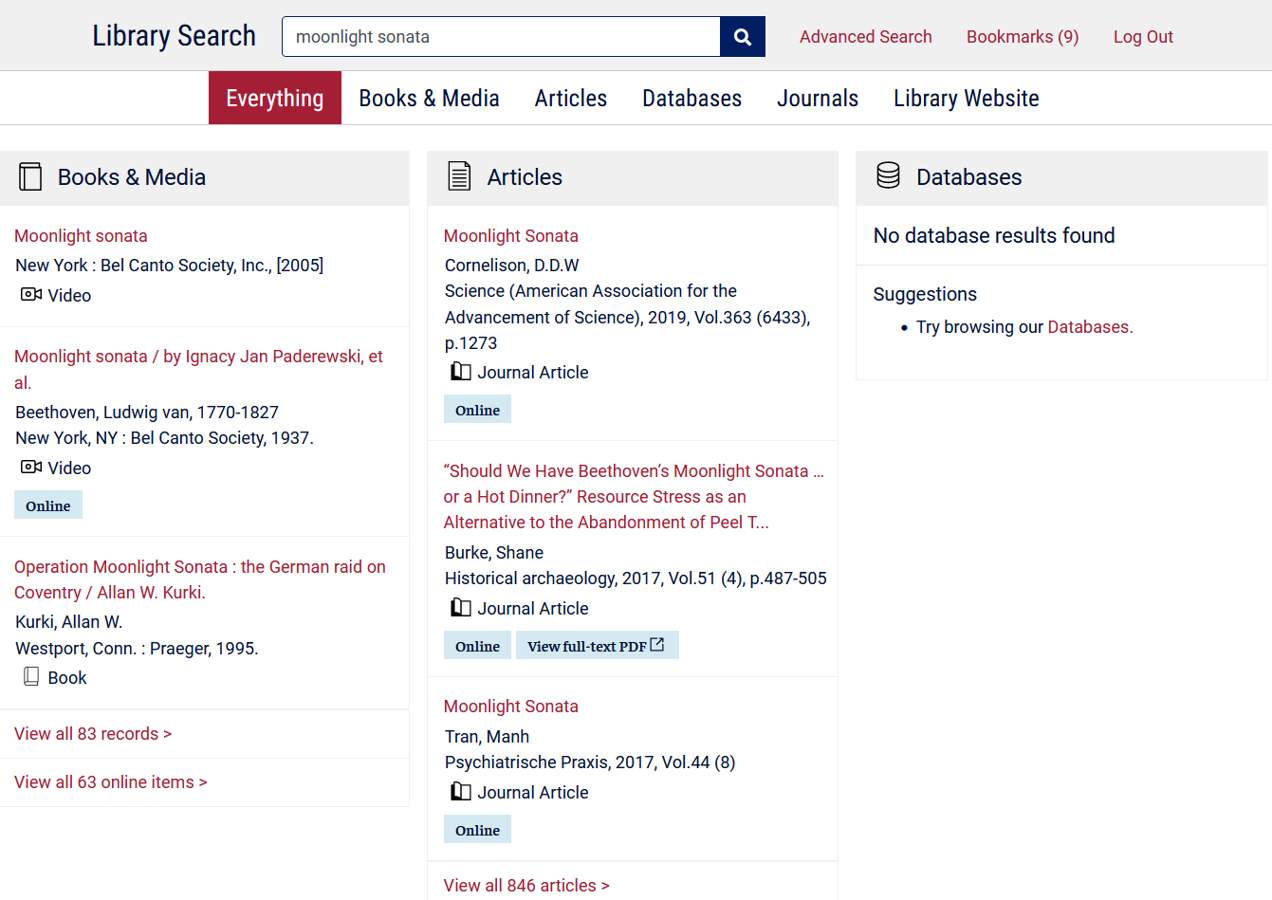 Library Search
moonlight sonata
Advanced Search
Bookmarks (9)
Log Out
Everything
Books & Media
Articles
Databases
Journals
Library Website
Books & Media
Moonlight sonata
New York : Bel Canto Society, Inc., [2005]
Video
Moonlight sonata / by Ignacy Jan Paderewski, et
al.
Beethoven, Ludwig van, 1770-1827
New York, NY : Bel Canto Society, 1937.
Video
Online
Operation Moonlight Sonata : the German raid on
Coventry / Allan W. Kurki.
Kurki, Allan W.
Westport, Conn. : Praeger, 1995.
Book
View all 83 records >
View all 63 online items >
Articles
Moonlight Sonata
Cornelison, D.D.W
Science (American Association for the
Advancement of Science), 2019, Vol.363 (6433),
p.1273
Journal Article
Online
“Should We Have Beethoven’s Moonlight Sonata …
or a Hot Dinner?” Resource Stress as an
Alternative to the Abandonment of Peel T...
Burke, Shane
Historical archaeology, 2017, Vol.51 (4), p.487-505
Journal Article
Online
View full-text PDF
Moonlight Sonata
Tran, Manh
Psychiatrische Praxis, 2017, Vol.44 (8)
Journal Article
Online
View all 846 articles >
Databases
No database results found
Suggestions
• Try browsing our Databases.